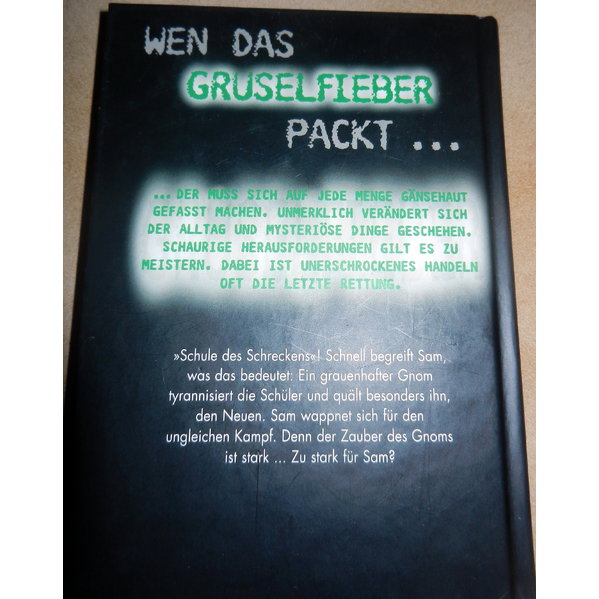 WEN DAS
GRUSELFIEBER
PACKT ...
... DER MUSS SICH AUF JEDE MENGE GÄNSEHAUT
GEFASST MACHEN. UNMERKLICH VERÄNDERT SICH
DER ALLTAG UND MYSTERIÖSE DINGE GESCHEHEN.
SCHAURIGE HERAUSFORDERUNGEN GILT ES ZU
MEISTERN. DABEI IST UNERSCHROCKENES HANDELN
OFT DIE LETZTE RETTUNG.
»Schule des Schreckens«! Schnell begreift Sam,
was das bedeutet: Ein grauenhafter Gnom
tyrannisiert die Schüler und quält besonders ihn,
den Neuen. Sam wappnet sich für den
ungleichen Kampf. Denn der Zauber des Gnoms
ist stark ... Zu stark für Sam?